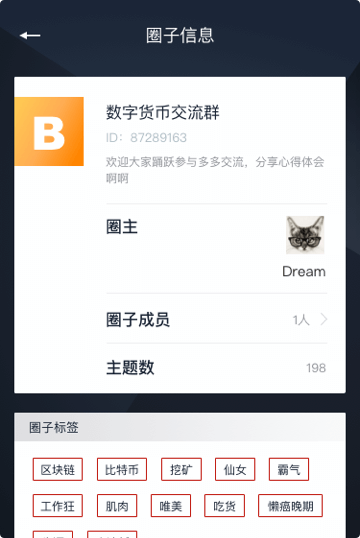 圈子信息
B
数字货币交流群
ID：87289163
欢迎大家踊跃参与多多交流，分享心得体会
啊啊
圈主
Dream
圈子成员 1人
主题数 198
圈子标签
区块链 比特币 挖矿 仙女 霸气
工作狂 肌肉 唯美 吃货 懒癌晚期